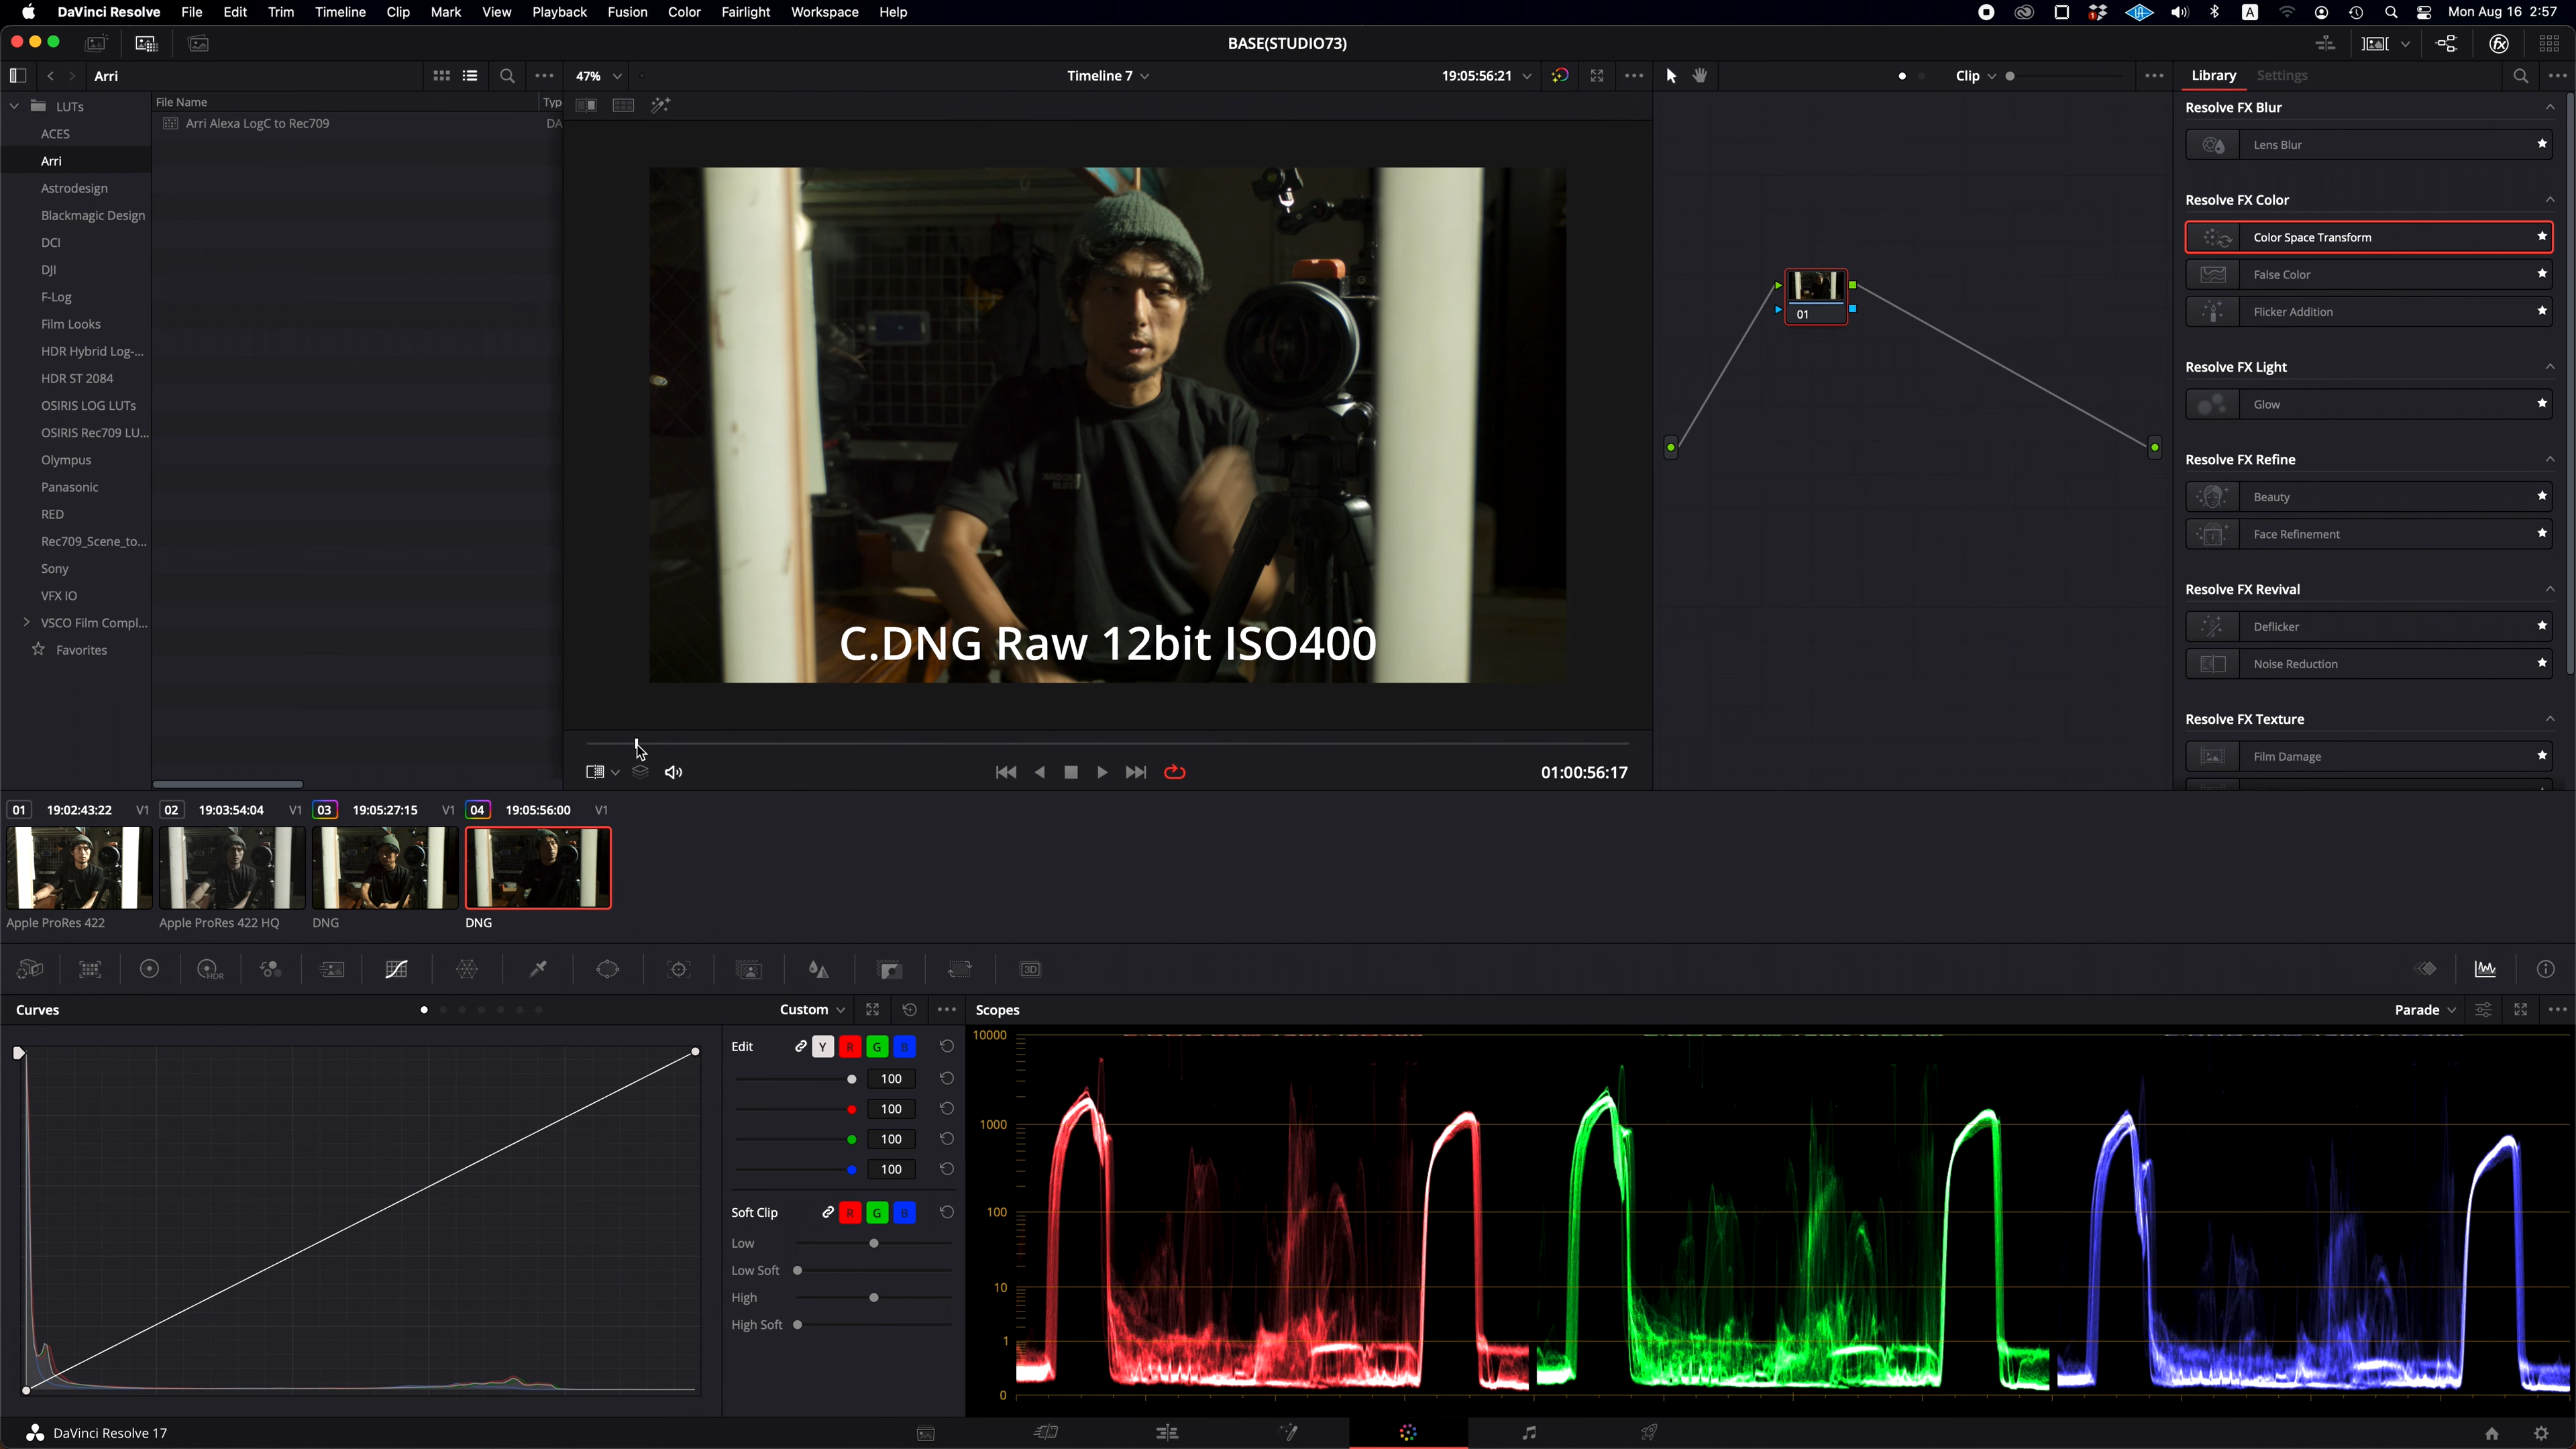 DaVinci Resolve File Edit Trim Timeline Clip Mark View Playback Fusion Color Fairlight Workspace Help 1 A Mon Aug 16 2:57
BASE(STUDIO73)
Arri 47% Timeline 7 19:05:56:21 Clip Library Settings
LUTs
ACES
Arri
Astrodesign
Blackmagic Design
DCI
DJI
F-Log
Film Looks
HDR Hybrid Log-...
HDR ST 2084
OSIRIS LOG LUTs
OSIRIS Rec709 LU...
Olympus
Panasonic
RED
Rec709_Scene_to...
Sony
VFX IO
VSCO Film Compl...
Favorites
File Name Typ
Arri Alexa LogC to Rec709 DA
C.DNG Raw 12bit ISO400
01:00:56:17
01
Resolve FX Blur
Lens Blur
Resolve FX Color
Color Space Transform
False Color
Flicker Addition
Resolve FX Light
Glow
Resolve FX Refine
Beauty
Face Refinement
Resolve FX Revival
Deflicker
Noise Reduction
Resolve FX Texture
Film Damage
01 19:02:43:22 V1 02 19:03:54:04 V1 03 19:05:27:15 V1 04 19:05:56:00 V1
Apple ProRes 422 Apple ProRes 422 HQ DNG DNG
HDR 3D
Curves Custom
Edit Y R G B
100
100
100
100
Soft Clip R G B
Low
Low Soft
High
High Soft
Scopes Parade
10000
1000
100
10
1
0
DaVinci Resolve 17